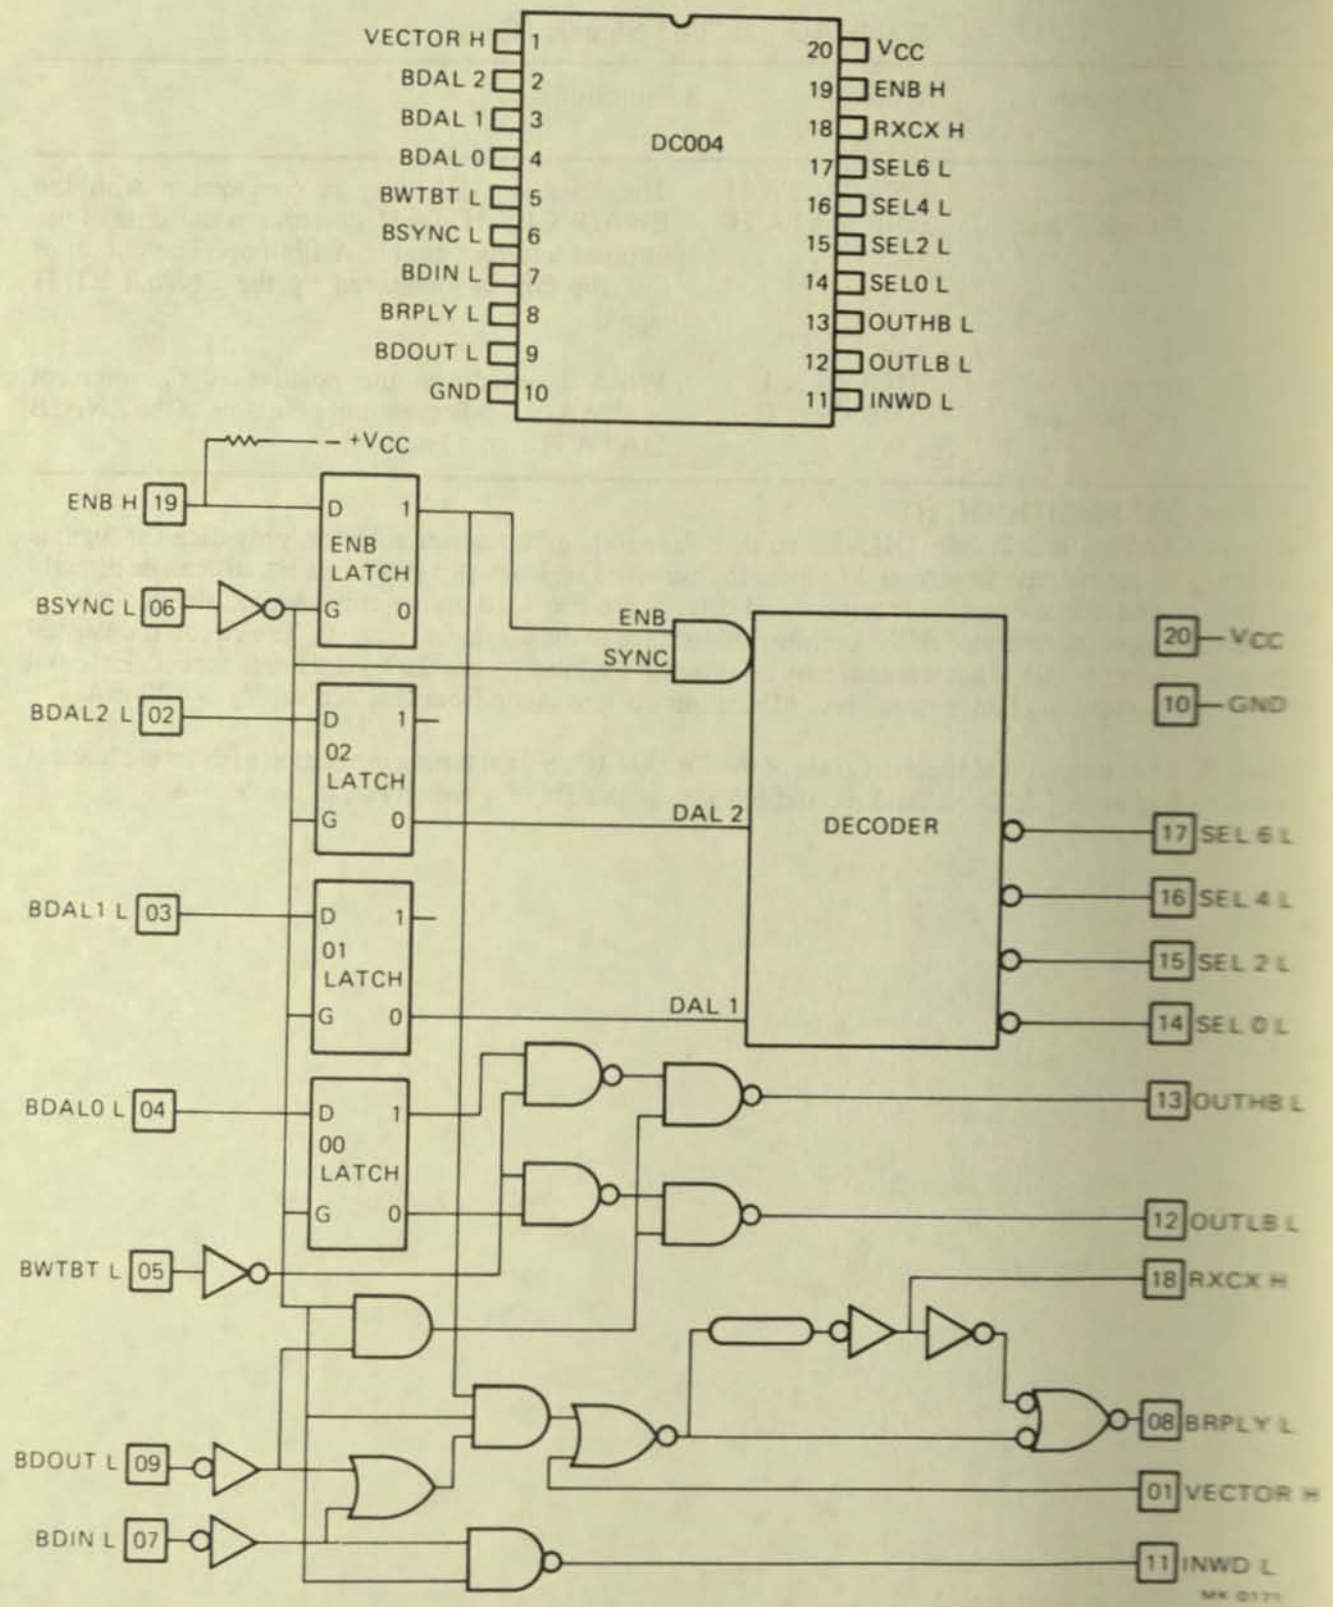 VECTOR H 1
BDAL 2 2
BDAL 1 3
BDAL 0 4
BWTBT L 5
BSYNC L 6
BDIN L 7
BRPLY L 8
BDOUT L 9
GND 10
DC004
20 VCC
19 ENB H
18 RXCX H
17 SEL6 L
16 SEL4 L
15 SEL2 L
14 SEL0 L
13 OUTHB L
12 OUTLB L
11 INWD L
+VCC
ENB H 19
D 1
ENB
LATCH
BSYNC L 06
G 0
ENB
SYNC
20 VCC
10 GND
BDAL2 L 02
D 1
02
LATCH
G 0
DAL 2
DECODER
17 SEL 6 L
16 SEL 4 L
15 SEL 2 L
14 SEL 0 L
BDAL1 L 03
D 1
01
LATCH
G 0
DAL 1
BDAL0 L 04
D 1
00
LATCH
G 0
13 OUTHB L
12 OUTLB L
BWTBT L 05
18 RXCX H
08 BRPLY L
BDOUT L 09
01 VECTOR H
BDIN L 07
11 INWD L